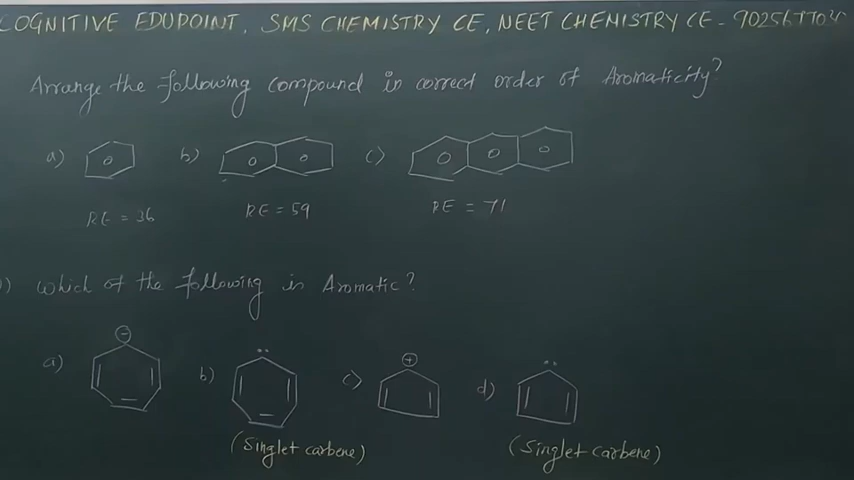 COGNITIVE EDUPOINT, SMS CHEMISTRY CE, NEET CHEMISTRY CE -
Arrange the following compound in correct order of Aromaticity?
a) b) c)
RE = 36 RE = 59 RE = 71
) which of the following is Aromatic?
⊖ ⊕
a) b) c) d)
(Singlet carbene) (Singlet carbene)